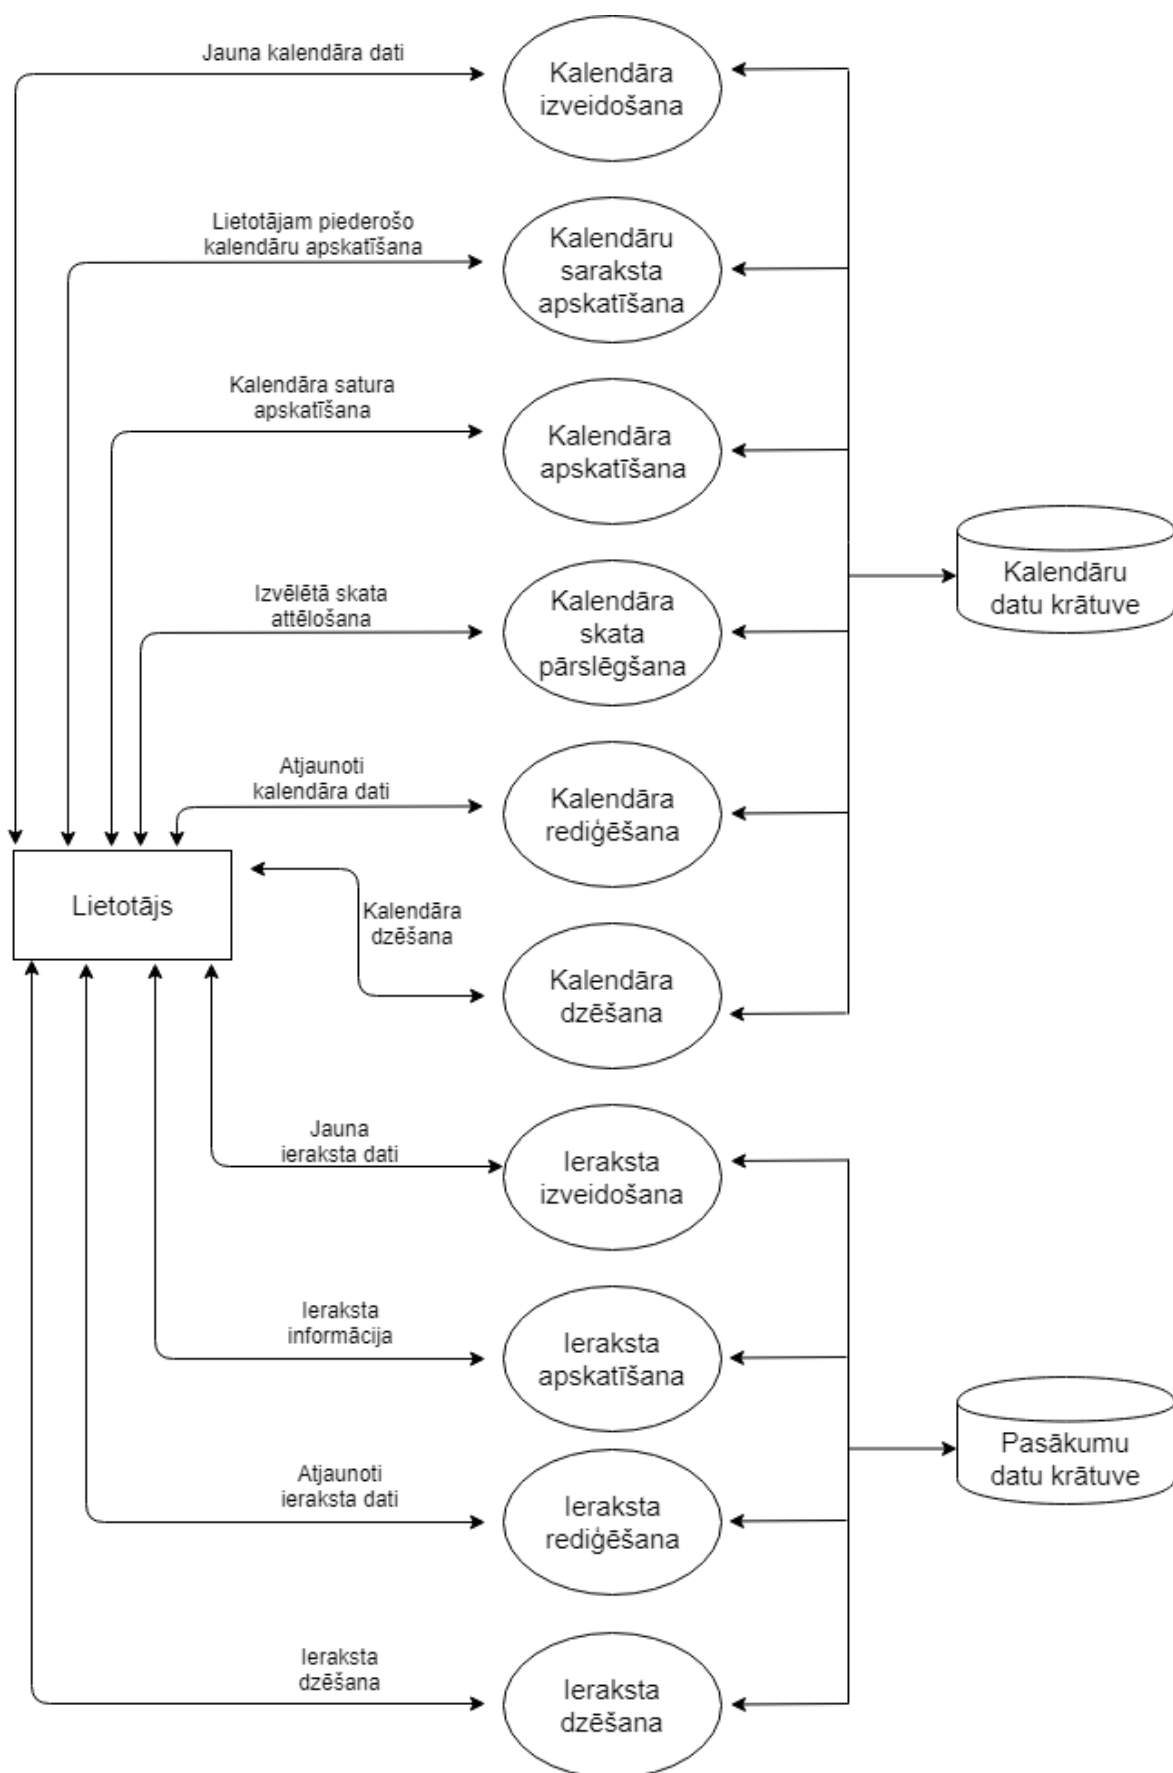 Jauna kalendāra dati
Kalendāra
izveidošana
Lietotājam piederošo
kalendāru apskatīšana
Kalendāru
saraksta
apskatīšana
Kalendāra satura
apskatīšana
Kalendāra
apskatīšana
Kalendāru
datu krātuve
Izvēlētā skata
attēlošana
Kalendāra
skata
pārslēgšana
Atjaunoti
kalendāra dati
Kalendāra
rediģēšana
Lietotājs
Kalendāra
dzēšana
Kalendāra
dzēšana
Jauna
ieraksta dati
Ieraksta
izveidošana
Ieraksta
informācija
Ieraksta
apskatīšana
Pasākumu
datu krātuve
Atjaunoti
ieraksta dati
Ieraksta
rediģēšana
Ieraksta
dzēšana
Ieraksta
dzēšana